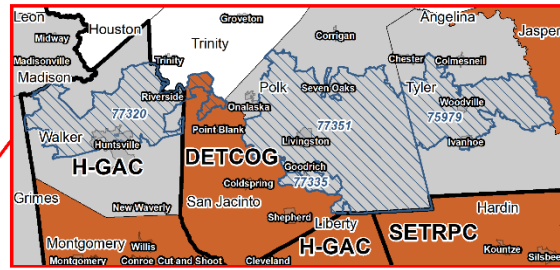 Leon
Houston
Groveton
Angelina
Midway
Corrigan
Jasper
Madisonville
Trinity
Trinity
Chester
Colmesneil
Madison
Polk
Seven Oaks
Tyler
Riverside
77320
Onalaska
Woodville
Point Blank
77351
75979
Walker
Huntsville
Livingston
Ivanhoe
H-GAC
DETCOG
Goodrich
Coldspring
77335
Grimes
New Waverly
San Jacinto
Hardin
Shepherd
Liberty
Montgomery
Willis
H-GAC
SETRPC
Kountze
Montgomery
Conroe
Cut and Shoot
Cleveland
Silsbee